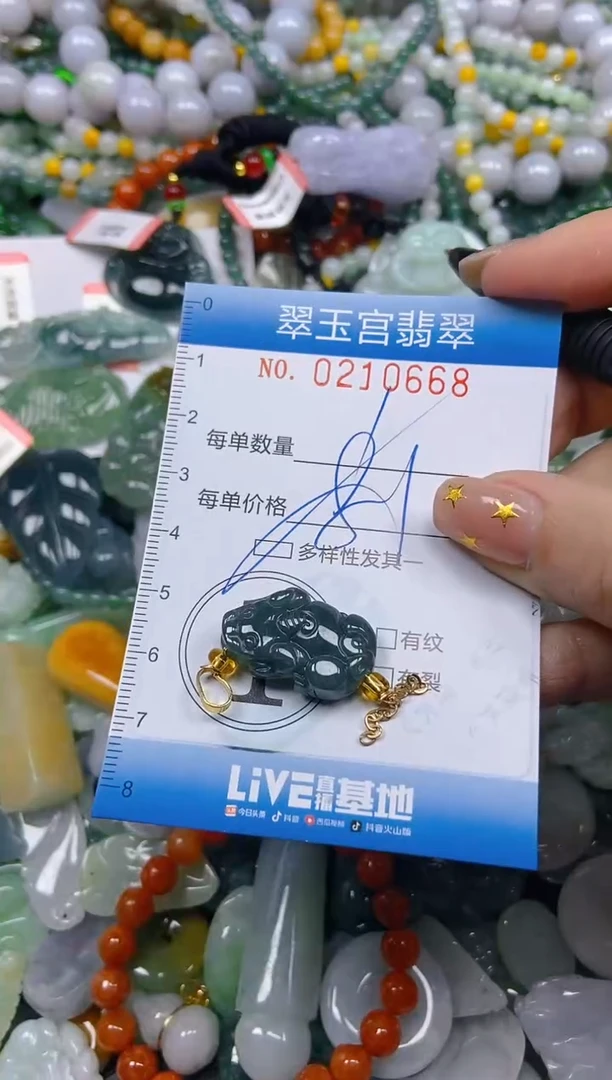 0
翠玉宫翡翠
1
NO. 0210668
2
每单数量
3
每单价格
4
多样性发其一
5
有纹
6
有裂
7
LiVE直播基地
8
今日头条 抖音 西瓜视频 抖音火山版